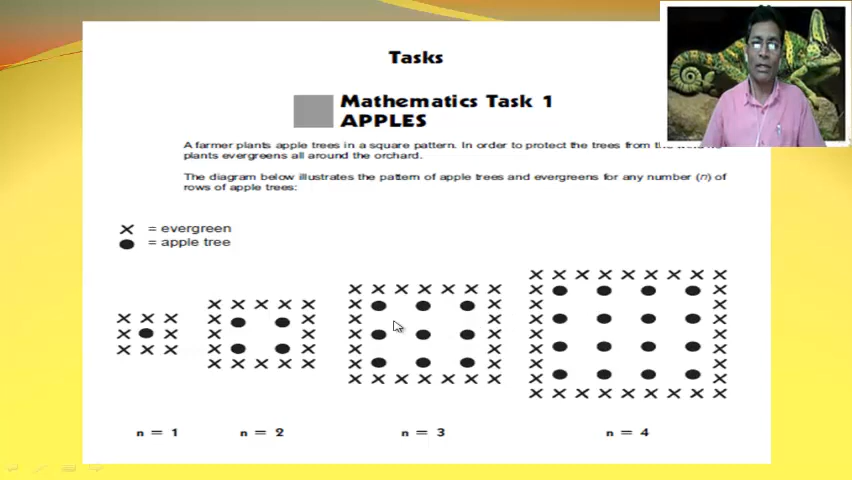 Tasks
Mathematics Task 1
APPLES
A farmer plants apple trees in a square pattern. In order to protect the trees from the
plants evergreens all around the orchard.
The diagram below illustrates the pattern of apple trees and evergreens for any number (n) of
rows of apple trees:
X = evergreen
● = apple tree
n = 1
n = 2
n = 3
n = 4